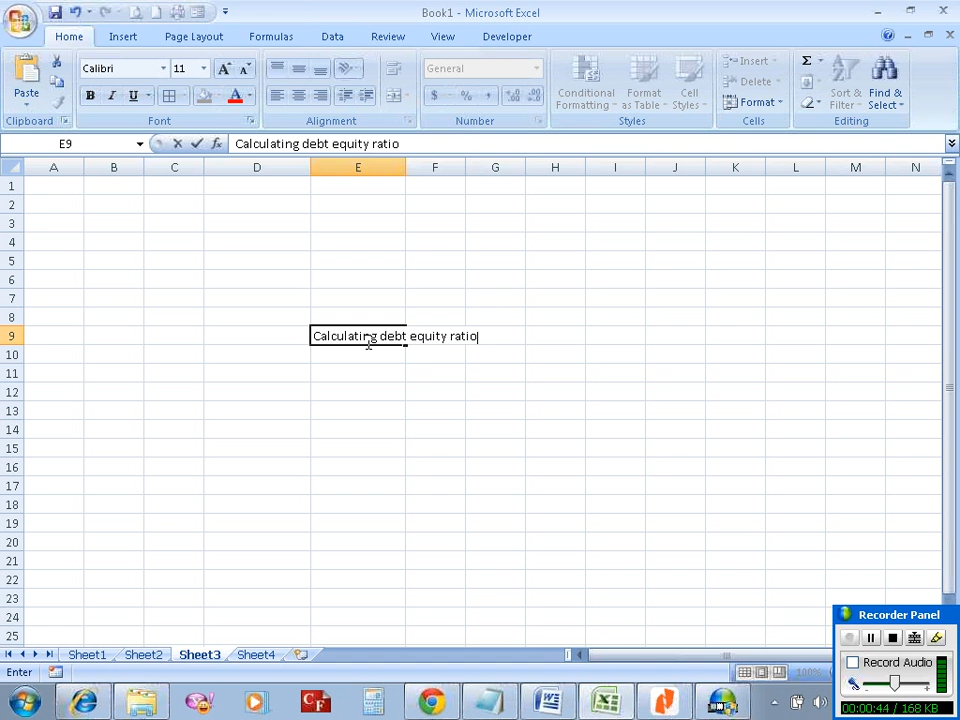 Book1 - Microsoft Excel
Home Insert Page Layout Formulas Data Review View Developer
Paste
Calibri 11 A A
B I U A
General
$ % ,
Conditional Formatting
Format as Table
Cell Styles
Insert
Delete
Format
Σ
Sort & Filter
Find & Select
Clipboard Font Alignment Number Styles Cells Editing
E9 fx Calculating debt equity ratio
A B C D E F G H I J K L M N
1
2
3
4
5
6
7
8
9 Calculating debt equity ratio
10
11
12
13
14
15
16
17
18
19
20
21
22
23
24
25
Recorder Panel
Record Audio
- +
00:00:44 / 168 KB
Sheet1 Sheet2 Sheet3 Sheet4
Enter 100%